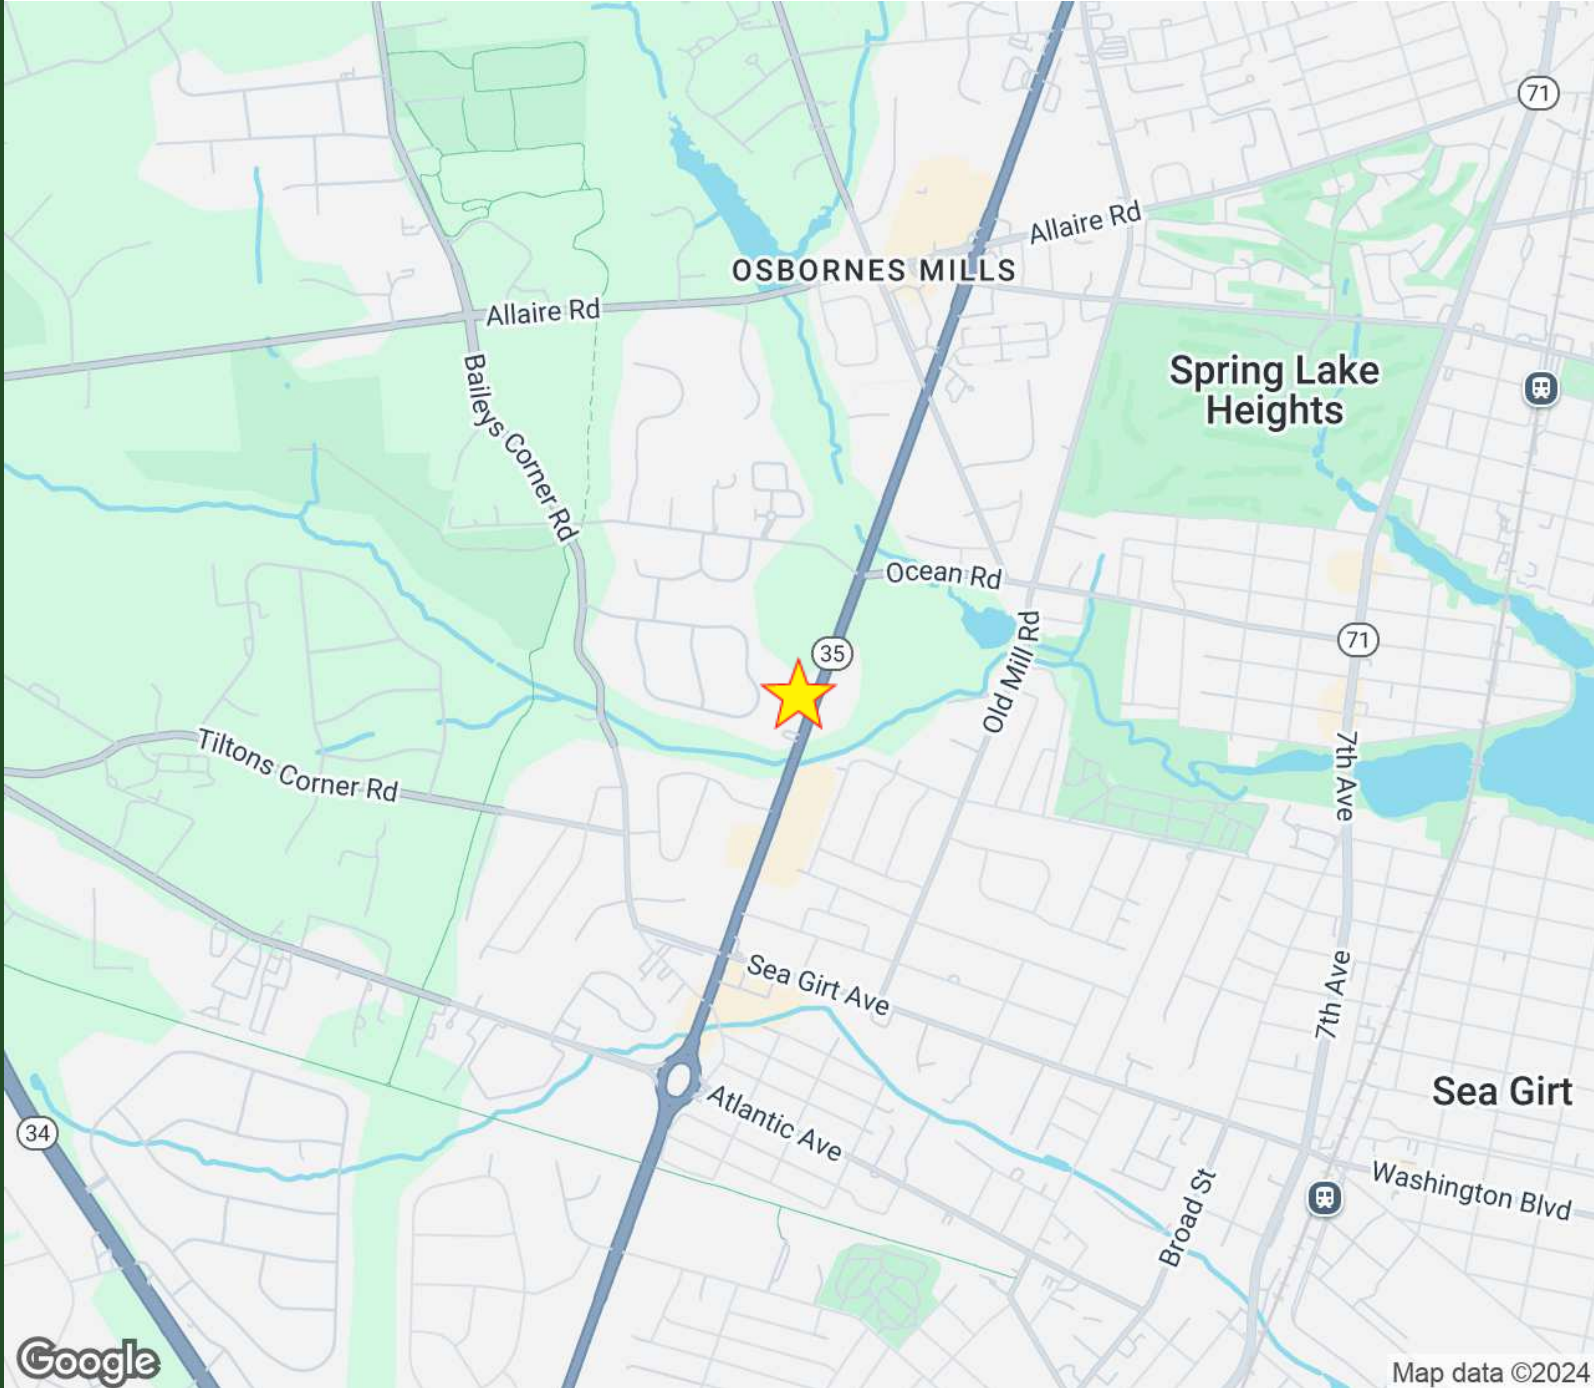 71
Allaire Rd
OSBORNES MILLS
Allaire Rd
Spring Lake
Heights
Baileys Corner Rd
Ocean Rd
35
71
Old Mill Rd
Tiltons Corner Rd
7th Ave
Sea Girt Ave
7th Ave
Sea Girt
Atlantic Ave
34
Washington Blvd
Broad St
Google
Map data ©2024